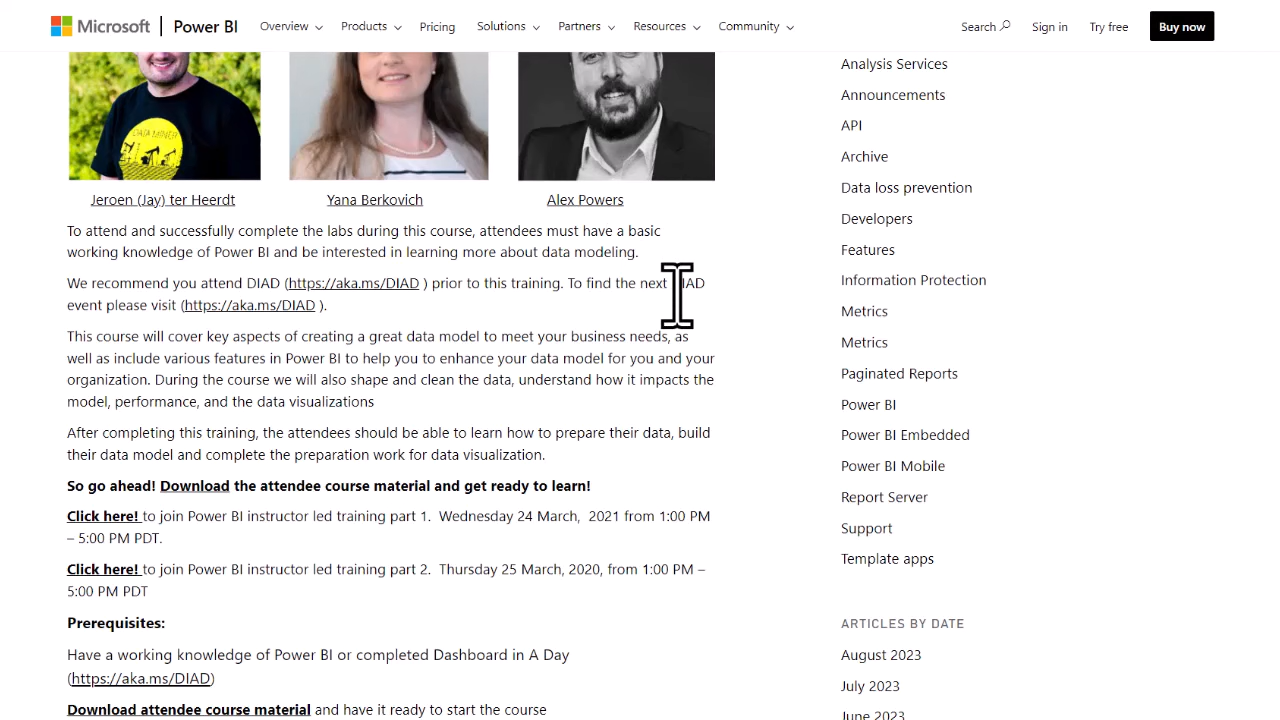 Microsoft Power BI Overview Products Pricing Solutions Partners Resources Community Search Sign in Try free Buy now
Jeroen (Jay) ter Heerdt Yana Berkovich Alex Powers
To attend and successfully complete the labs during this course, attendees must have a basic
working knowledge of Power BI and be interested in learning more about data modeling.
We recommend you attend DIAD (https://aka.ms/DIAD ) prior to this training. To find the next DIAD
event please visit (https://aka.ms/DIAD ).
This course will cover key aspects of creating a great data model to meet your business needs, as
well as include various features in Power BI to help you to enhance your data model for you and your
organization. During the course we will also shape and clean the data, understand how it impacts the
model, performance, and the data visualizations
After completing this training, the attendees should be able to learn how to prepare their data, build
their data model and complete the preparation work for data visualization.
So go ahead! Download the attendee course material and get ready to learn!
Click here! to join Power BI instructor led training part 1. Wednesday 24 March, 2021 from 1:00 PM
– 5:00 PM PDT.
Click here! to join Power BI instructor led training part 2. Thursday 25 March, 2020, from 1:00 PM –
5:00 PM PDT
Prerequisites:
Have a working knowledge of Power BI or completed Dashboard in A Day
(https://aka.ms/DIAD)
Download attendee course material and have it ready to start the course
Analysis Services
Announcements
API
Archive
Data loss prevention
Developers
Features
Information Protection
Metrics
Metrics
Paginated Reports
Power BI
Power BI Embedded
Power BI Mobile
Report Server
Support
Template apps
ARTICLES BY DATE
August 2023
July 2023
June 2023